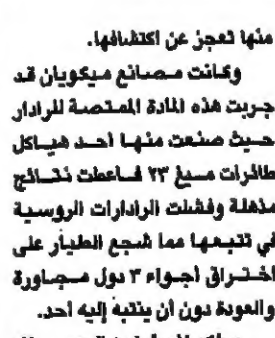 منها تعجز عن اكتشافها.
وكانت مصانع ميكويان قد
جربت هذه المادة الممتصة للرادار
حيث صنعت منها احد هياكل
طائرات ميغ ٢٣ فاعطت نتائج
مذهلة وفشلت الرادارات الروسية
في تتبعها مما شجع الطيار على
اختراق اجواء ٣ دول مجاورة
والعودة دون أن ينتبه إليه احد.